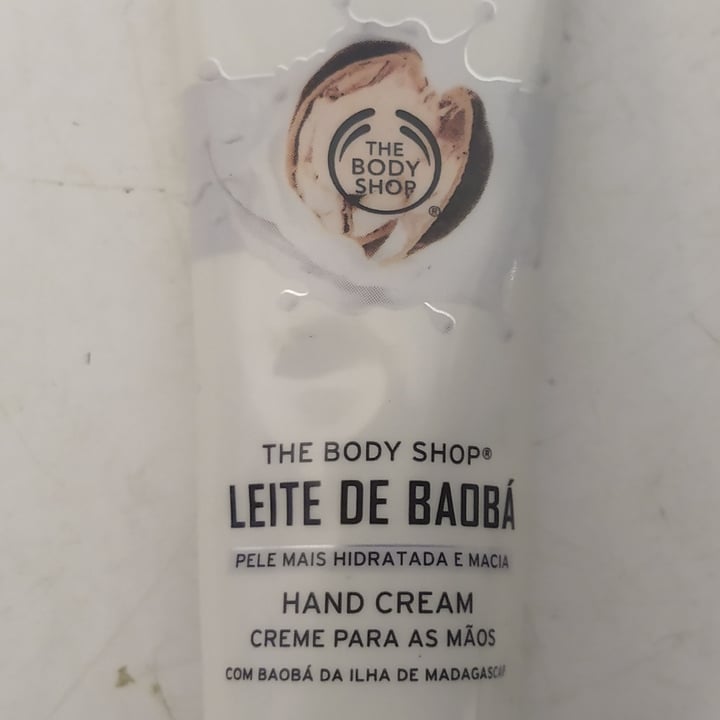 THE
BODY
SHOP
®
THE BODY SHOP®
LEITE DE BAOBÁ
PELE MAIS HIDRATADA E MACIA
HAND CREAM
CREME PARA AS MÃOS
COM BAOBÁ DA ILHA DE MADAGASCAR